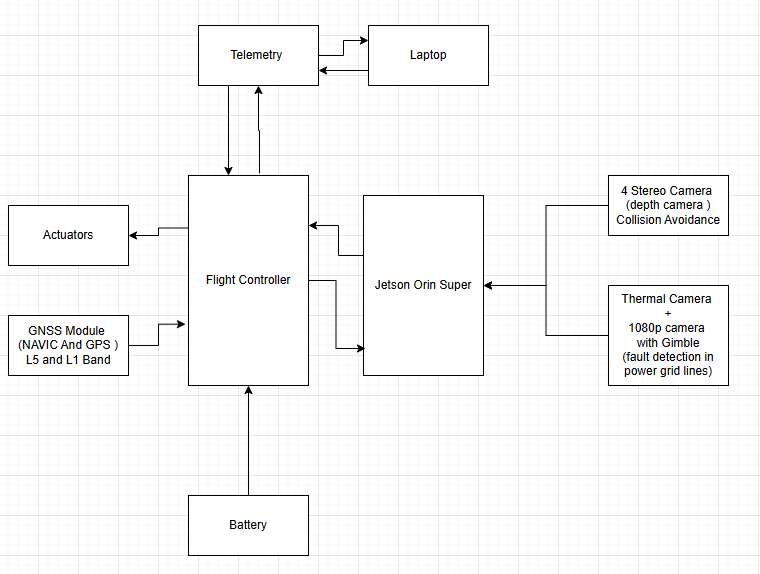 Telemetry
Laptop
4 Stereo Camera
(depth camera )
Collision Avoidance
Actuators
Flight Controller
Jetson Orin Super
GNSS Module
(NAVIC And GPS )
L5 and L1 Band
Thermal Camera
+
1080p camera
with Gimble
(fault detection in
power grid lines)
Battery